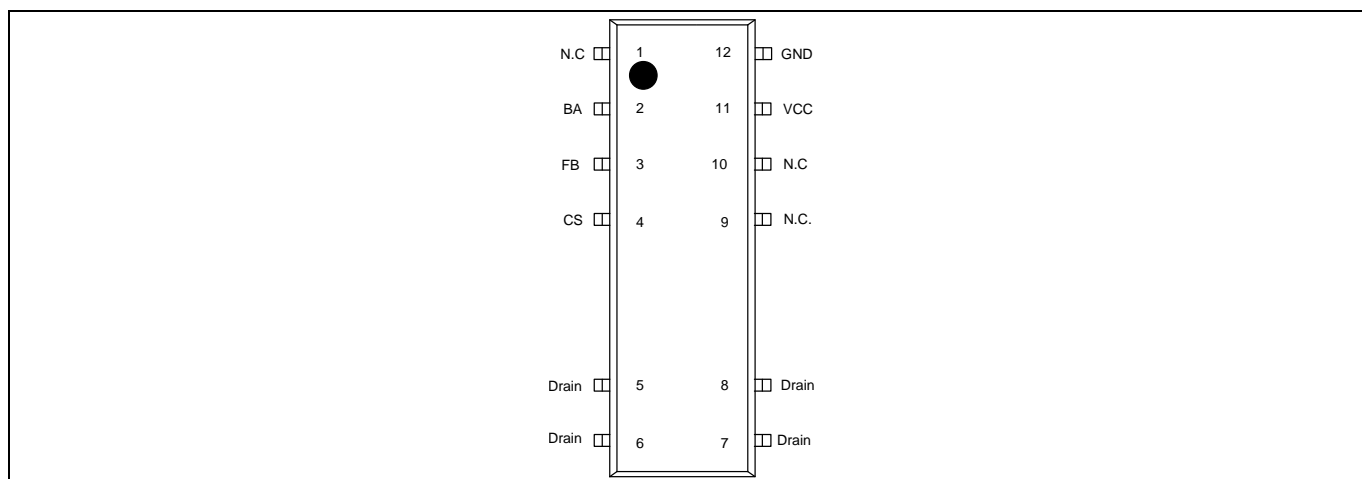 N.C 1 12 GND
BA 2 11 VCC
FB 3 10 N.C
CS 4 9 N.C.
Drain 5 8 Drain
Drain 6 7 Drain